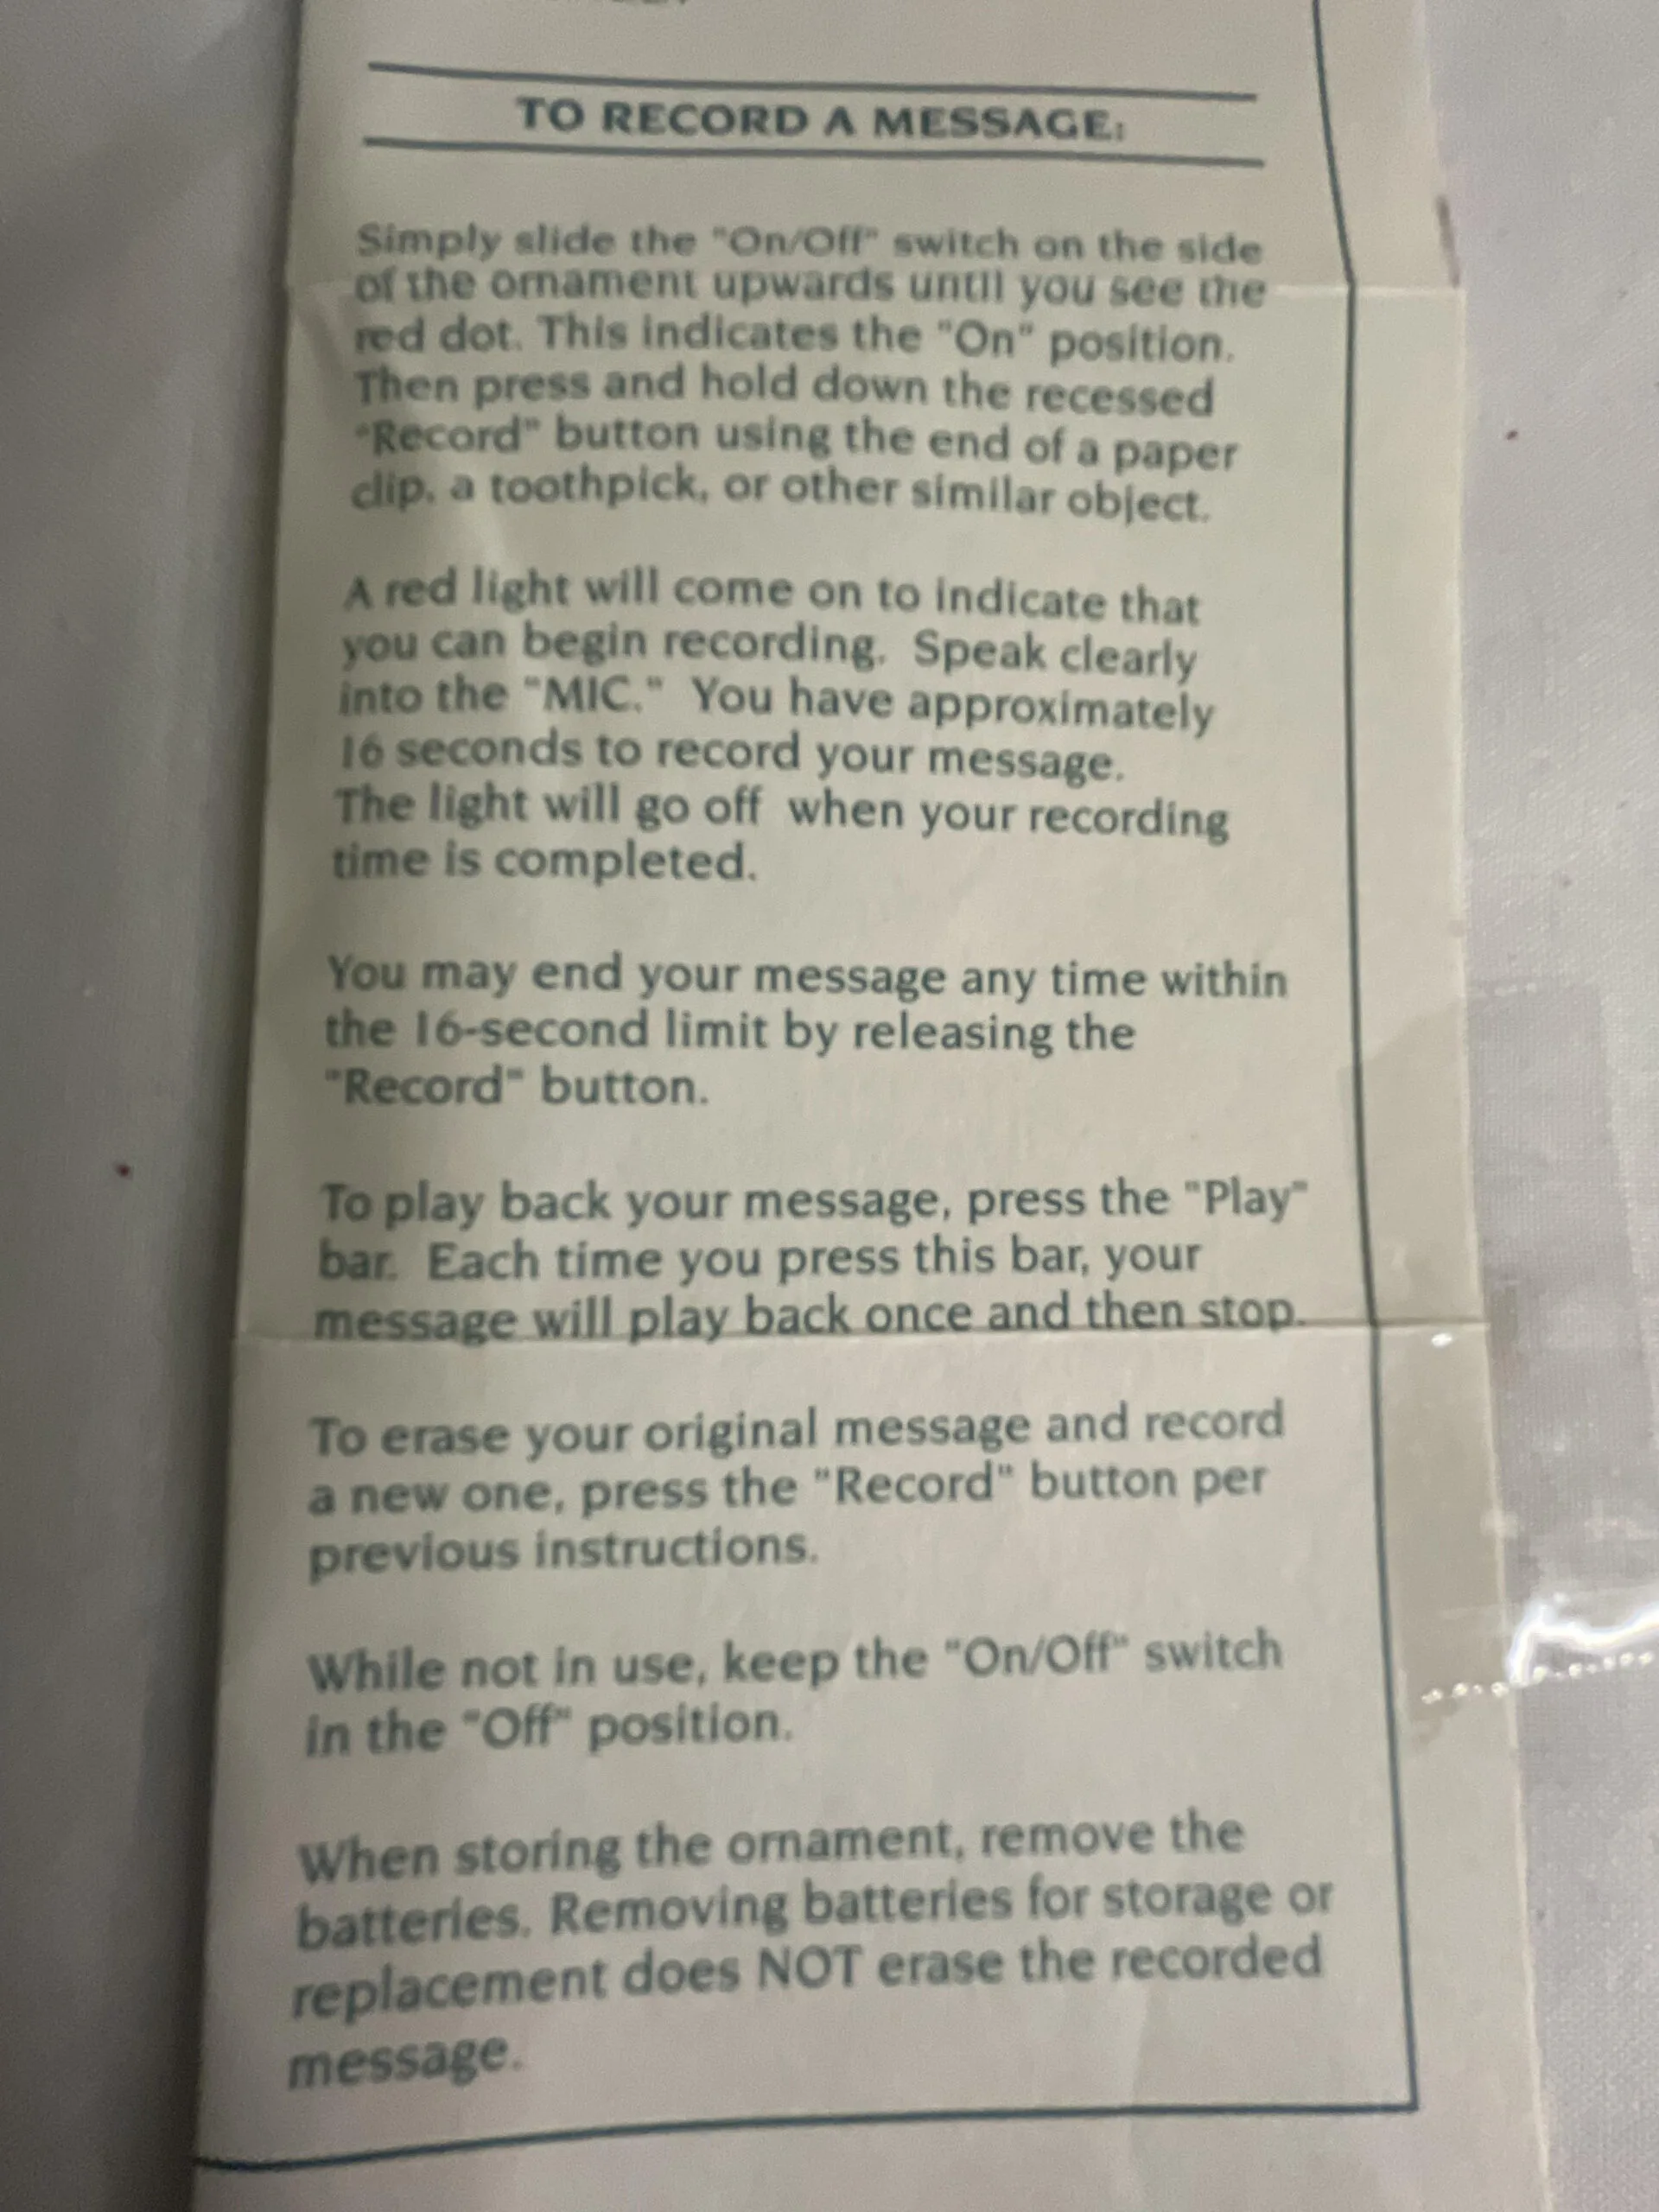 TO RECORD A MESSAGE:
Simply slide the "On/Off" switch on the side
of the ornament upwards until you see the
red dot. This indicates the "On" position.
Then press and hold down the recessed
"Record" button using the end of a paper
clip, a toothpick, or other similar object.
A red light will come on to indicate that
you can begin recording. Speak clearly
into the "MIC." You have approximately
16 seconds to record your message.
The light will go off when your recording
time is completed.
You may end your message any time within
the 16-second limit by releasing the
"Record" button.
To play back your message, press the "Play"
bar. Each time you press this bar, your
message will play back once and then stop.
To erase your original message and record
a new one, press the "Record" button per
previous instructions.
While not in use, keep the "On/Off" switch
in the "Off" position.
When storing the ornament, remove the
batteries. Removing batteries for storage or
replacement does NOT erase the recorded
message.